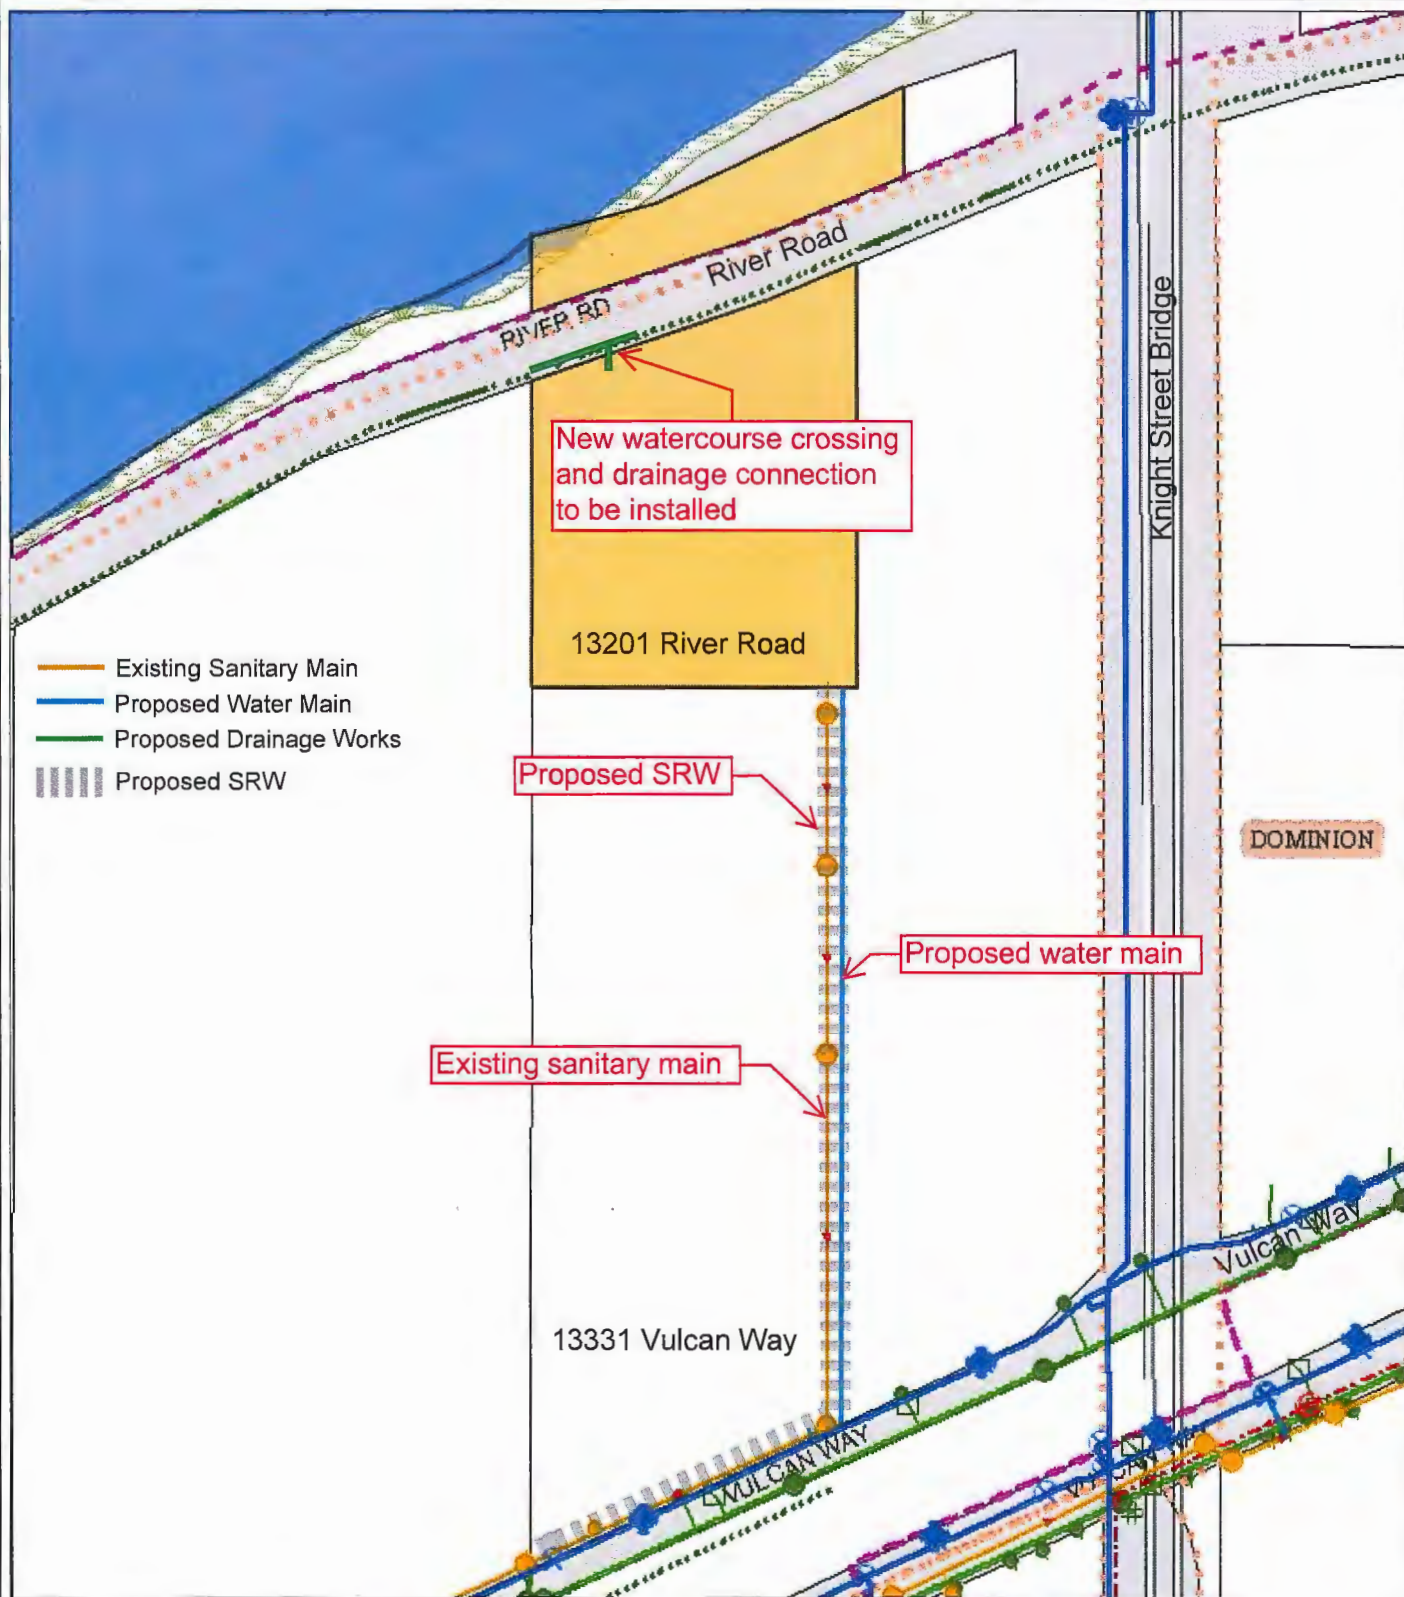 River Road
RIVER RD
Knight Street Bridge
New watercourse crossing
and drainage connection
to be installed
13201 River Road
Existing Sanitary Main
Proposed Water Main
Proposed Drainage Works
Proposed SRW
Proposed SRW
DOMINION
Proposed water main
Existing sanitary main
Vulcan Way
13331 Vulcan Way
VULCAN WAY